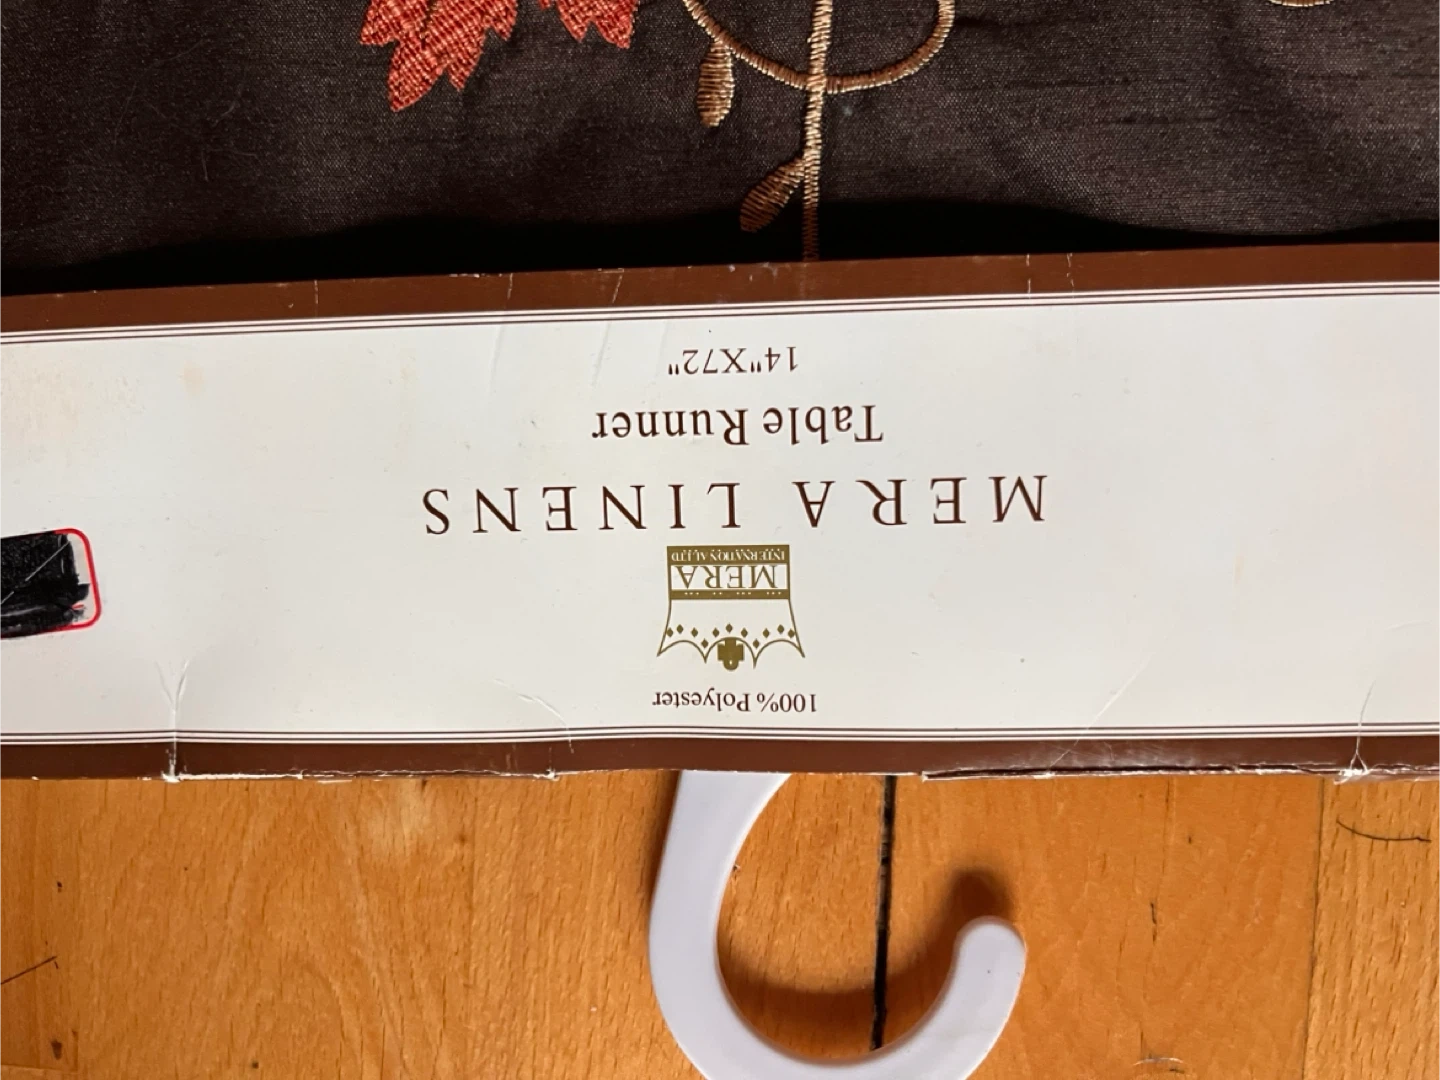 100% Polyester
MERA
INTERNATIONAL LTD
MERA LINENS
Table Runner
14"X72"